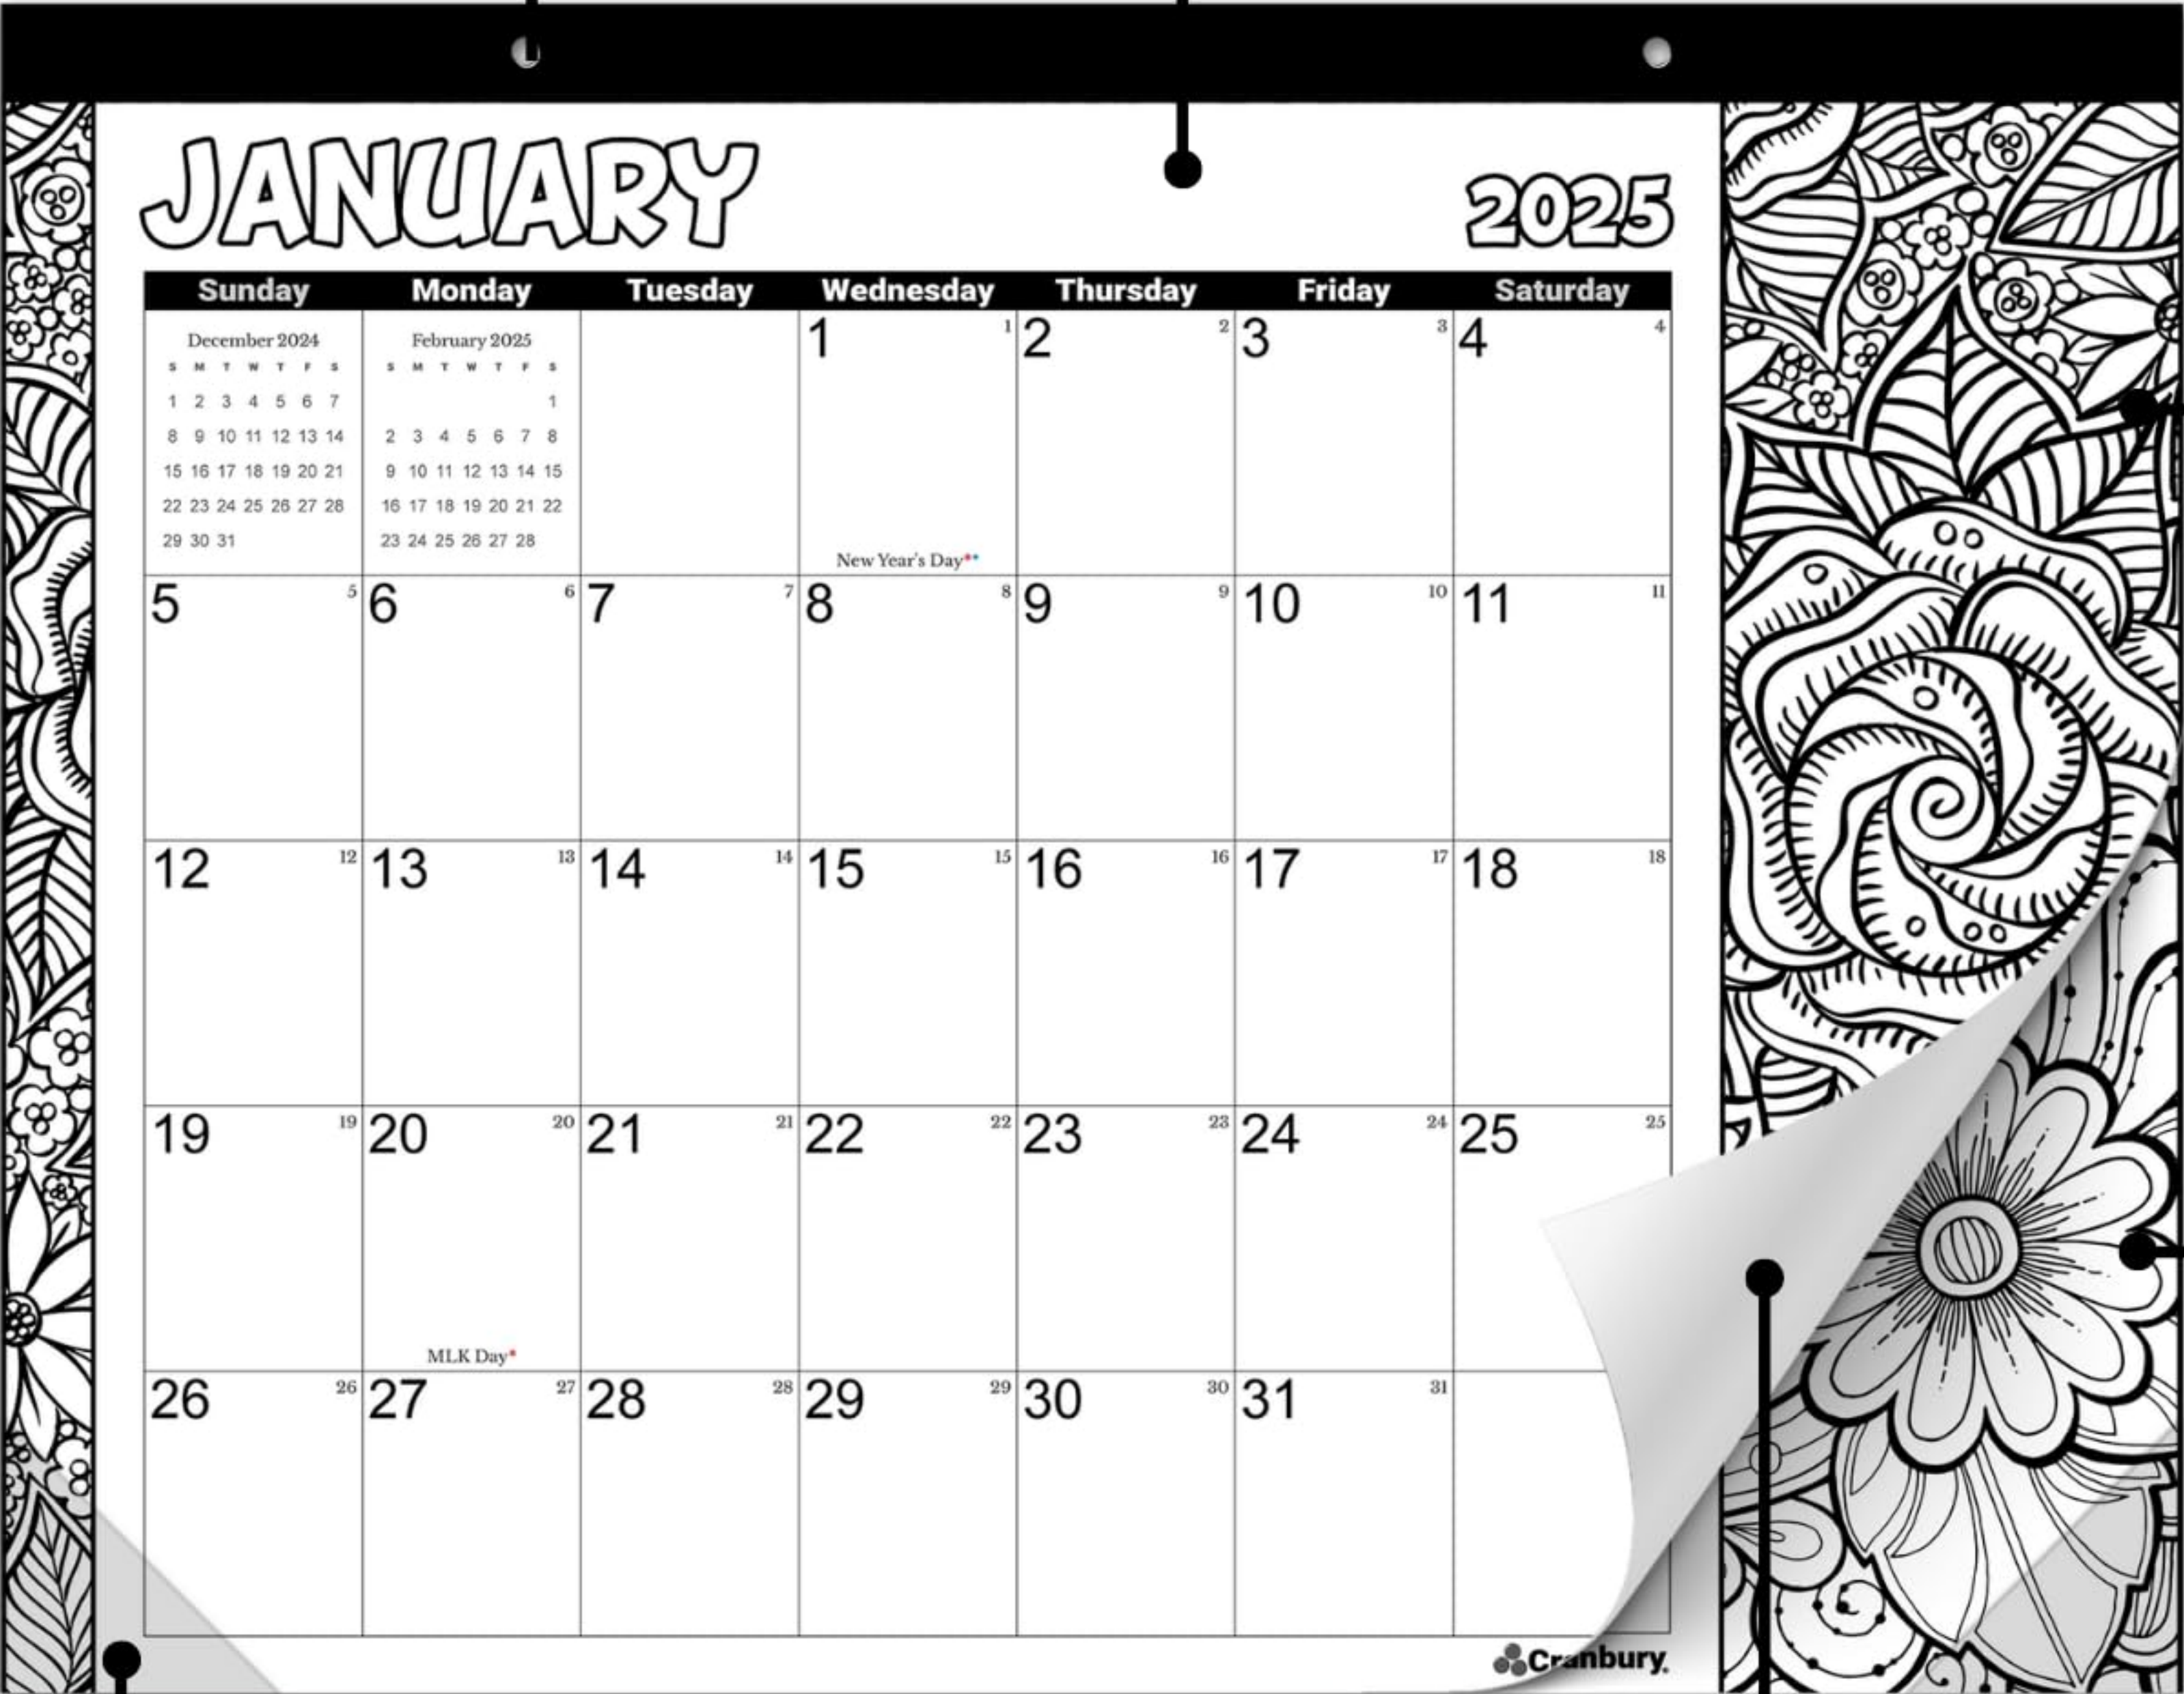 JANUARY
2025
Sunday Monday Tuesday Wednesday Thursday Friday Saturday
December 2024
S M T W T F S
1 2 3 4 5 6 7
8 9 10 11 12 13 14
15 16 17 18 19 20 21
22 23 24 25 26 27 28
29 30 31
February 2025
S M T W T F S
1
2 3 4 5 6 7 8
9 10 11 12 13 14 15
16 17 18 19 20 21 22
23 24 25 26 27 28
1 1 2 2 3 3 4 4
New Year's Day**
5 5 6 6 7 7 8 8 9 9 10 10 11 11
12 12 13 13 14 14 15 15 16 16 17 17 18 18
19 19 20 20 21 21 22 22 23 23 24 24 25 25
MLK Day*
26 26 27 27 28 28 29 29 30 30 31 31
Cranbury